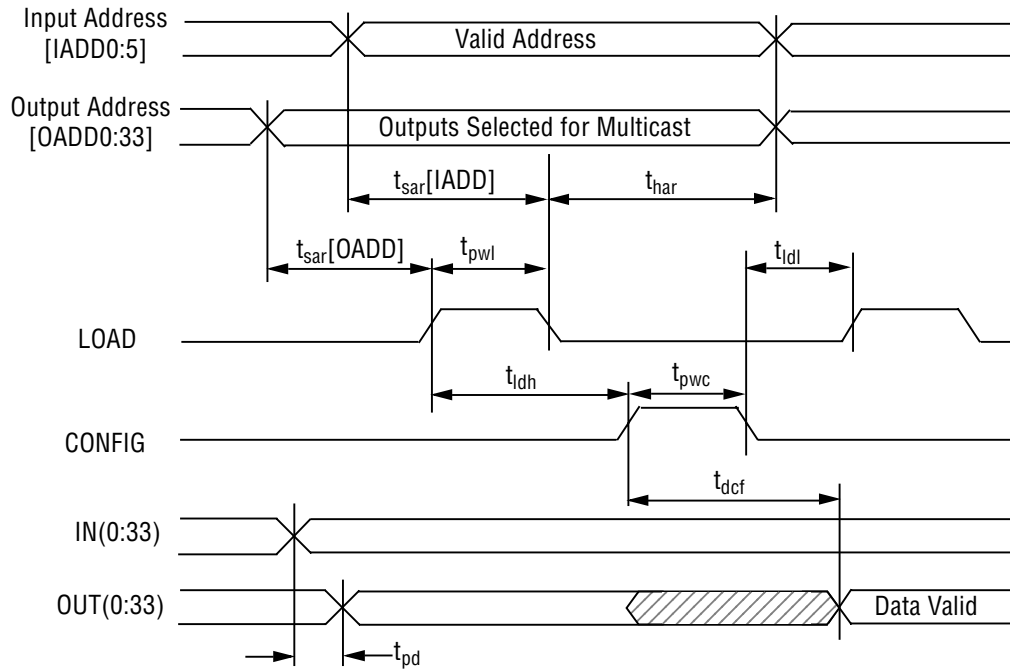 Input Address
[IADD0:5]
Valid Address
Output Address
[OADD0:33]
Outputs Selected for Multicast
tsar[IADD]
thar
tsar[OADD]
tpwl
tldl
LOAD
tldh
tpwc
CONFIG
tdcf
IN(0:33)
OUT(0:33)
Data Valid
tpd